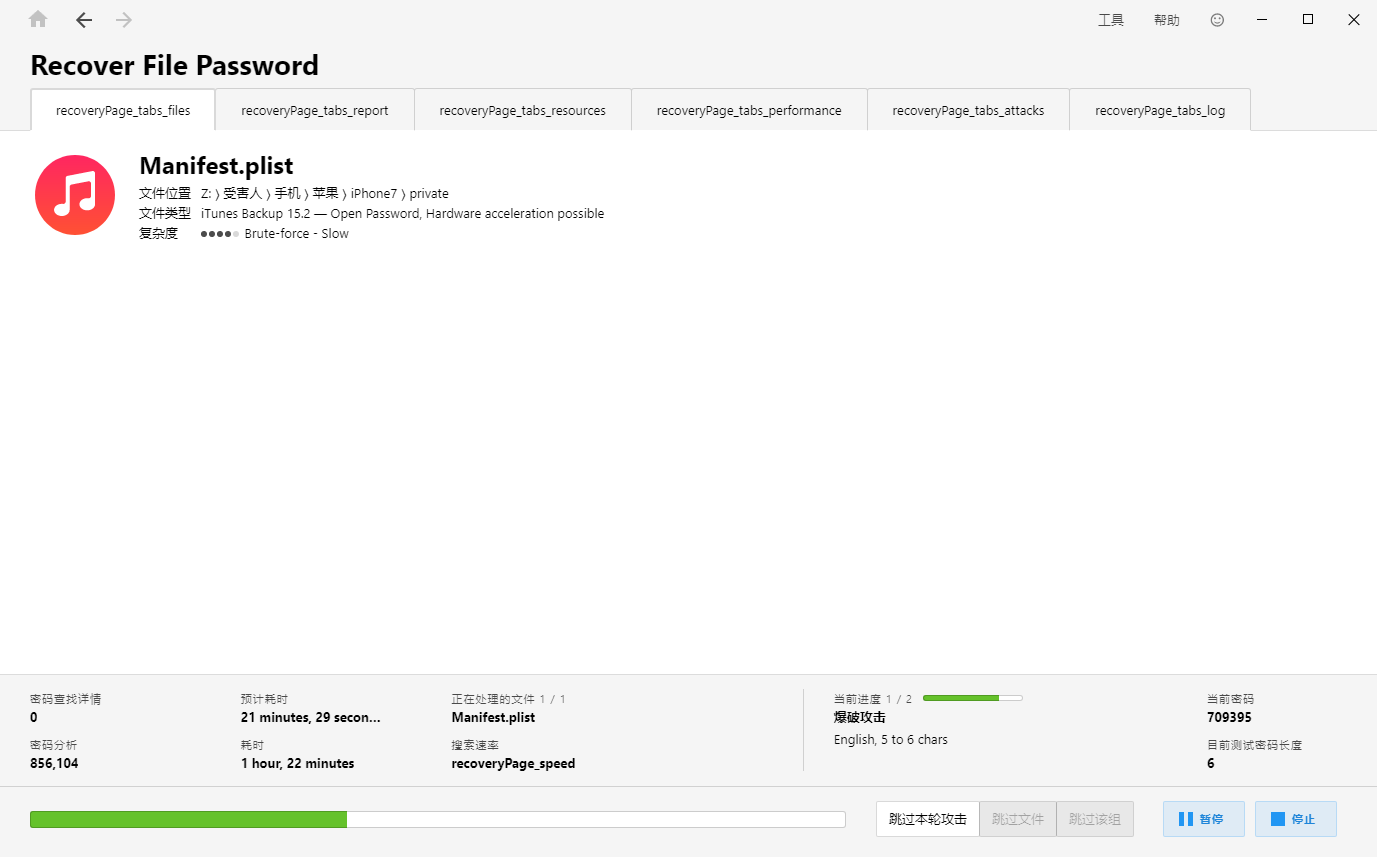 工具 帮助
Recover File Password
recoveryPage_tabs_files recoveryPage_tabs_report recoveryPage_tabs_resources recoveryPage_tabs_performance recoveryPage_tabs_attacks recoveryPage_tabs_log
Manifest.plist
文件位置 Z: 〉受害人 〉手机 〉苹果 〉iPhone7 〉private
文件类型 iTunes Backup 15.2 — Open Password, Hardware acceleration possible
复杂度 Brute-force - Slow
密码查找详情 预计耗时 正在处理的文件 1 / 1 当前进度 1 / 2 当前密码
0 21 minutes, 29 secon... Manifest.plist 爆破攻击 709395
密码分析 耗时 搜索速率 English, 5 to 6 chars 目前测试密码长度
856,104 1 hour, 22 minutes recoveryPage_speed 6
跳过本轮攻击 跳过文件 跳过该组 暂停 停止